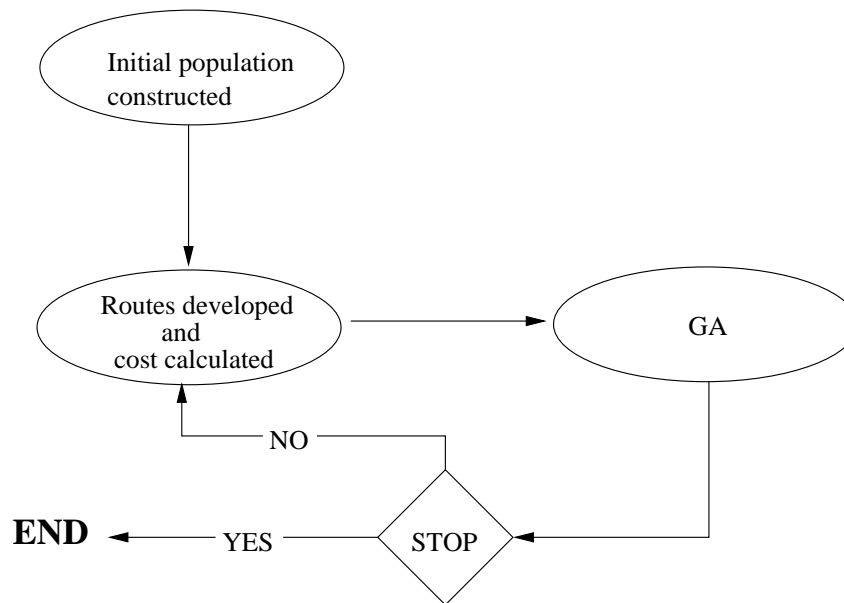 Initial population
constructed
Routes developed
and
cost calculated
GA
NO
STOP
YES
END